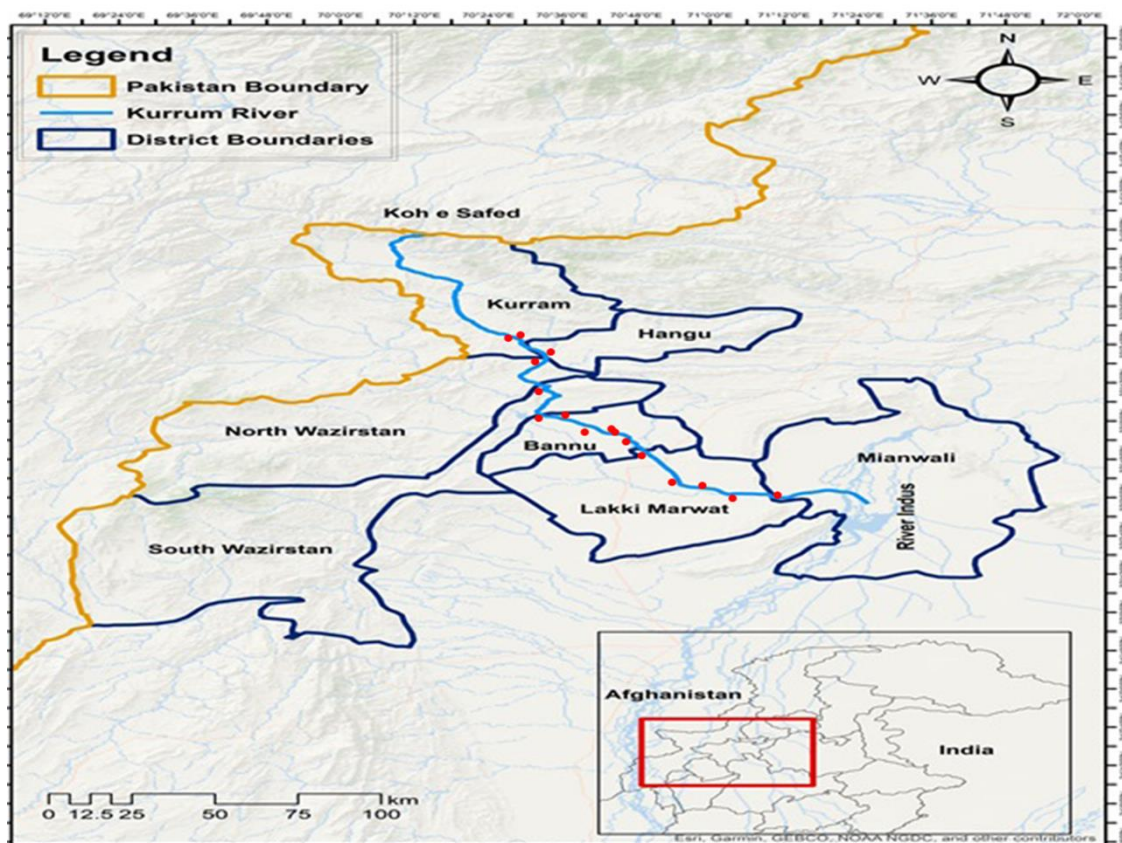 69°12'0"E 69°24'0"E 69°36'0"E 69°48'0"E 70°0'0"E 70°12'0"E 70°24'0"E 70°36'0"E 70°48'0"E 71°0'0"E 71°12'0"E 71°24'0"E 71°36'0"E 71°48'0"E 72°0'0"E
Legend
Pakistan Boundary
Kurrum River
District Boundaries
N
W E
S
Koh e Safed
Kurram
Hangu
North Wazirstan
Bannu
Mianwali
Lakki Marwat
River Indus
South Wazirstan
Afghanistan
India
km
0 12.5 25 50 75 100
Esri, Garmin, GEBCO, NOAA NGDC, and other contributors